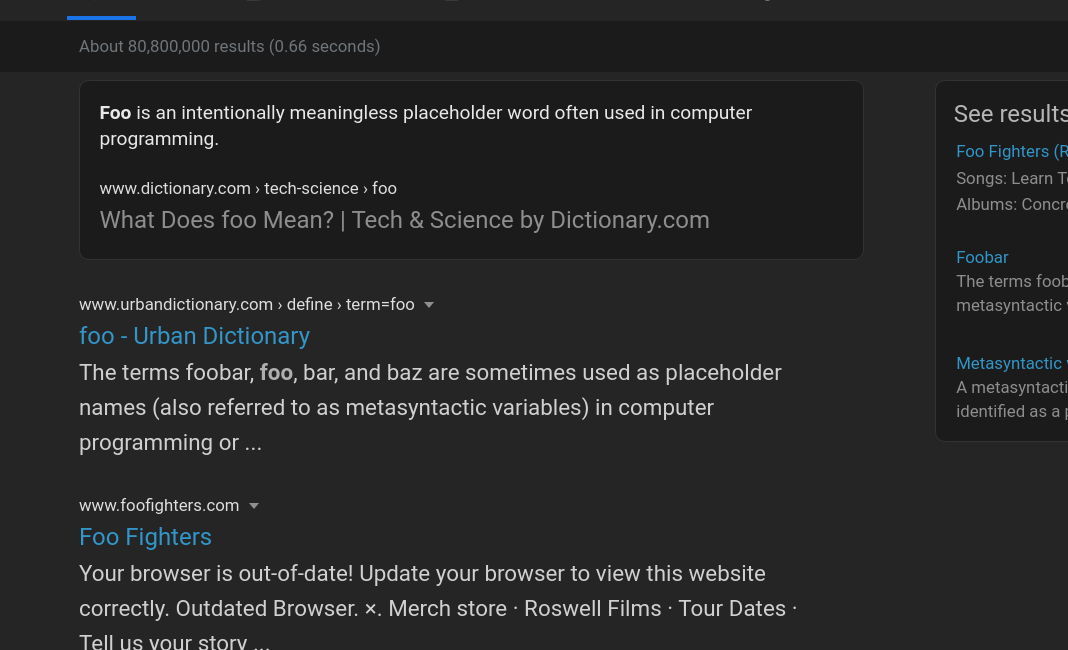 About 80,800,000 results (0.66 seconds)
Foo is an intentionally meaningless placeholder word often used in computer
programming.
www.dictionary.com › tech-science › foo
What Does foo Mean? | Tech & Science by Dictionary.com
www.urbandictionary.com › define › term=foo
foo - Urban Dictionary
The terms foobar, foo, bar, and baz are sometimes used as placeholder
names (also referred to as metasyntactic variables) in computer
programming or ...
www.foofighters.com
Foo Fighters
Your browser is out-of-date! Update your browser to view this website
correctly. Outdated Browser. ×. Merch store · Roswell Films · Tour Dates ·
Tell us your story ...
See results
Foo Fighters (R
Songs: Learn T
Albums: Concr
Foobar
The terms foob
metasyntactic
Metasyntactic
A metasyntacti
identified as a